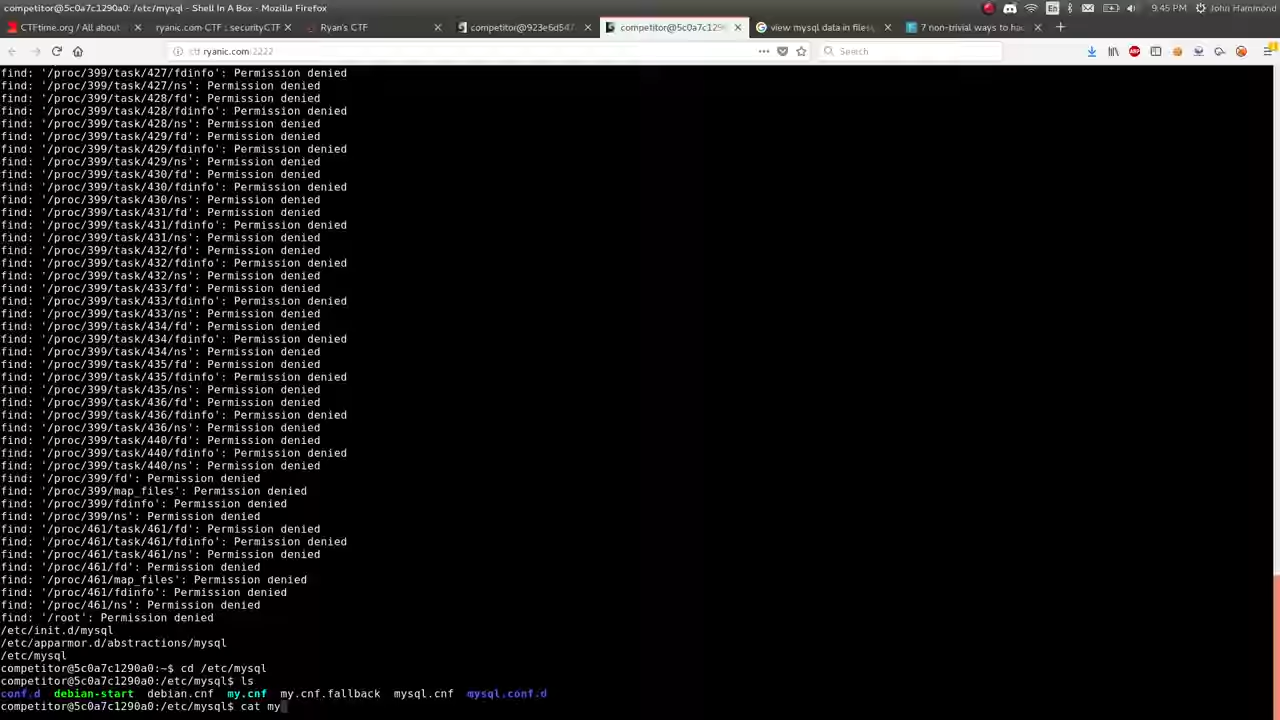 competitor@5c0a7c1290a0: /etc/mysql - Shell In A Box - Mozilla Firefox
9:45 PM John Hammond
CTFtime.org / All about
ryanic.com CTF : securityCTF
Ryan's CTF
competitor@923e6d547
competitor@5c0a7c1290
view mysql data in files
7 non-trivial ways to hac
ctf.ryanic.com:2222
Search
find: '/proc/399/task/427/fdinfo': Permission denied
find: '/proc/399/task/427/ns': Permission denied
find: '/proc/399/task/428/fd': Permission denied
find: '/proc/399/task/428/fdinfo': Permission denied
find: '/proc/399/task/428/ns': Permission denied
find: '/proc/399/task/429/fd': Permission denied
find: '/proc/399/task/429/fdinfo': Permission denied
find: '/proc/399/task/429/ns': Permission denied
find: '/proc/399/task/430/fd': Permission denied
find: '/proc/399/task/430/fdinfo': Permission denied
find: '/proc/399/task/430/ns': Permission denied
find: '/proc/399/task/431/fd': Permission denied
find: '/proc/399/task/431/fdinfo': Permission denied
find: '/proc/399/task/431/ns': Permission denied
find: '/proc/399/task/432/fd': Permission denied
find: '/proc/399/task/432/fdinfo': Permission denied
find: '/proc/399/task/432/ns': Permission denied
find: '/proc/399/task/433/fd': Permission denied
find: '/proc/399/task/433/fdinfo': Permission denied
find: '/proc/399/task/433/ns': Permission denied
find: '/proc/399/task/434/fd': Permission denied
find: '/proc/399/task/434/fdinfo': Permission denied
find: '/proc/399/task/434/ns': Permission denied
find: '/proc/399/task/435/fd': Permission denied
find: '/proc/399/task/435/fdinfo': Permission denied
find: '/proc/399/task/435/ns': Permission denied
find: '/proc/399/task/436/fd': Permission denied
find: '/proc/399/task/436/fdinfo': Permission denied
find: '/proc/399/task/436/ns': Permission denied
find: '/proc/399/task/440/fd': Permission denied
find: '/proc/399/task/440/fdinfo': Permission denied
find: '/proc/399/task/440/ns': Permission denied
find: '/proc/399/fd': Permission denied
find: '/proc/399/map_files': Permission denied
find: '/proc/399/fdinfo': Permission denied
find: '/proc/399/ns': Permission denied
find: '/proc/461/task/461/fd': Permission denied
find: '/proc/461/task/461/fdinfo': Permission denied
find: '/proc/461/task/461/ns': Permission denied
find: '/proc/461/fd': Permission denied
find: '/proc/461/map_files': Permission denied
find: '/proc/461/fdinfo': Permission denied
find: '/proc/461/ns': Permission denied
find: '/root': Permission denied
/etc/init.d/mysql
/etc/apparmor.d/abstractions/mysql
/etc/mysql
competitor@5c0a7c1290a0:~$ cd /etc/mysql
competitor@5c0a7c1290a0:/etc/mysql$ ls
conf.d debian-start debian.cnf my.cnf my.cnf.fallback mysql.cnf mysql.conf.d
competitor@5c0a7c1290a0:/etc/mysql$ cat my